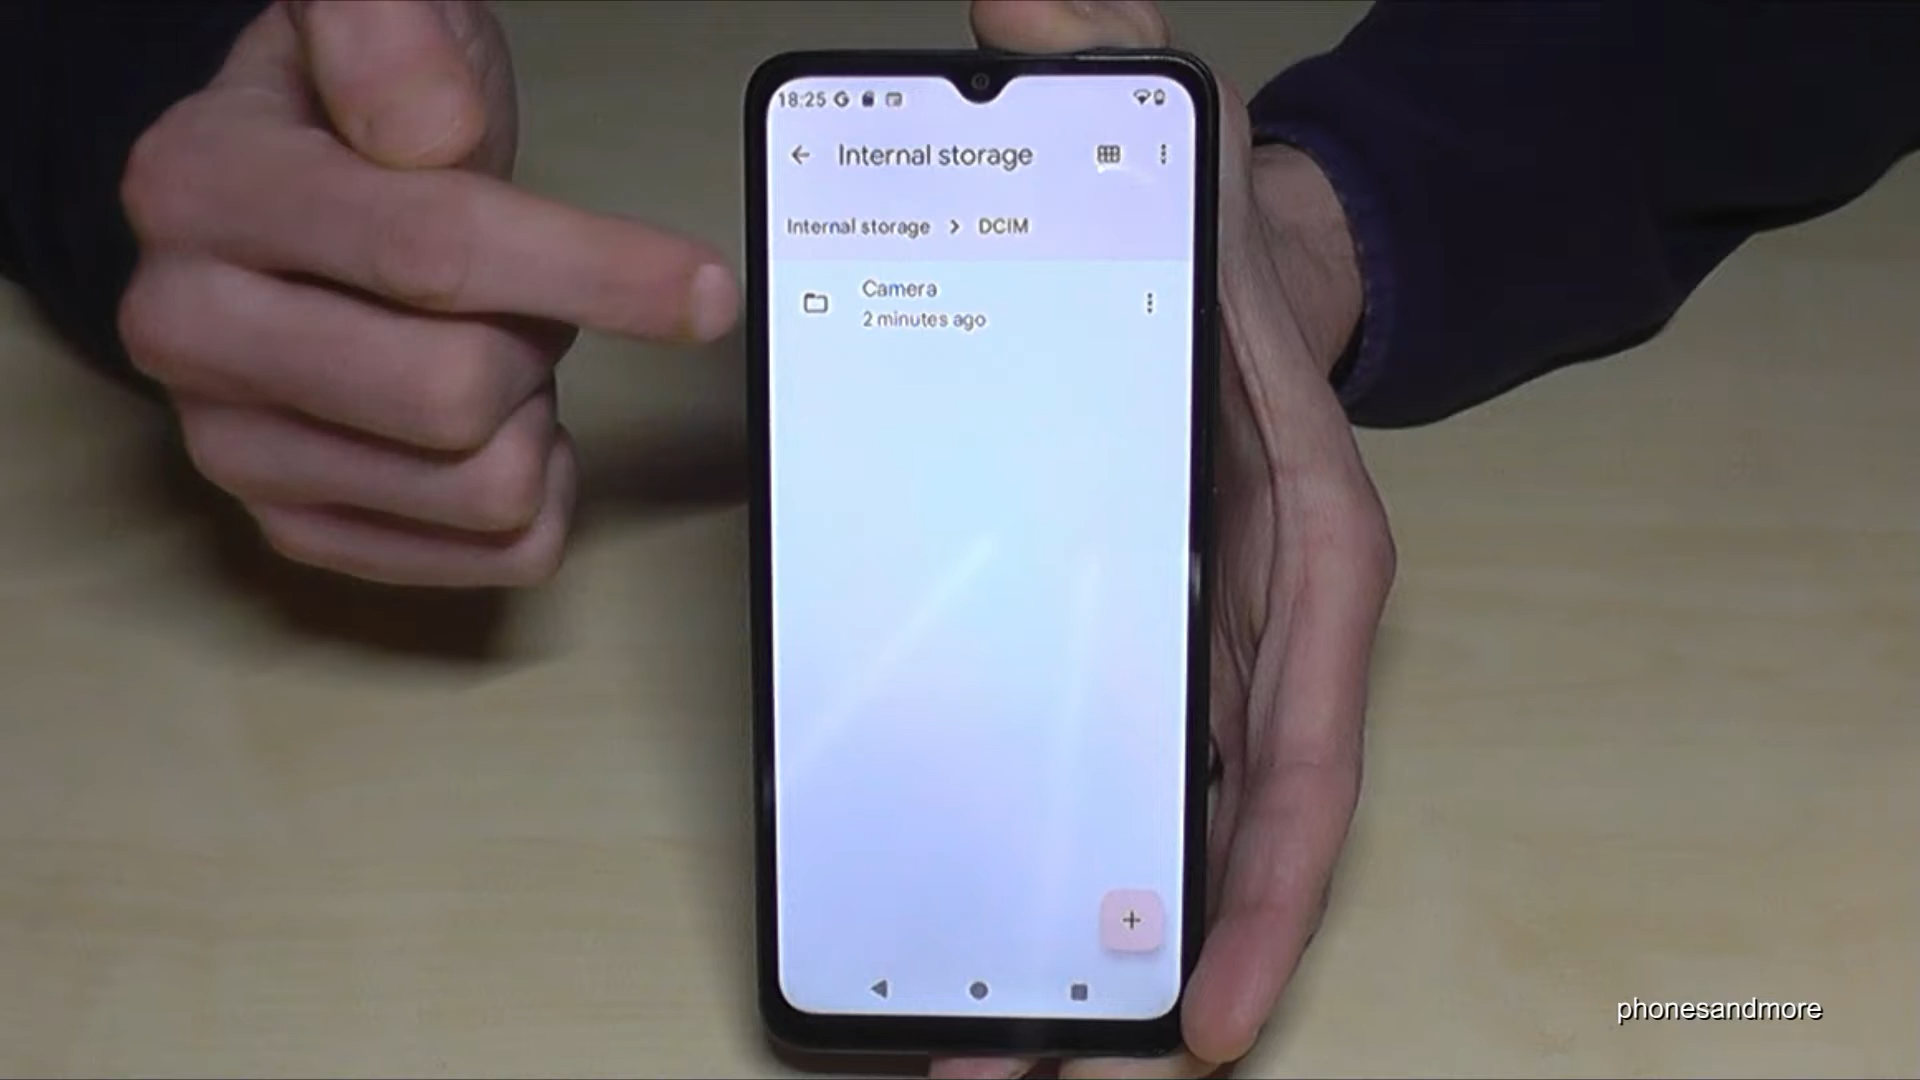 18:25
Internal storage
Internal storage > DCIM
Camera
2 minutes ago
+
phonesandmore